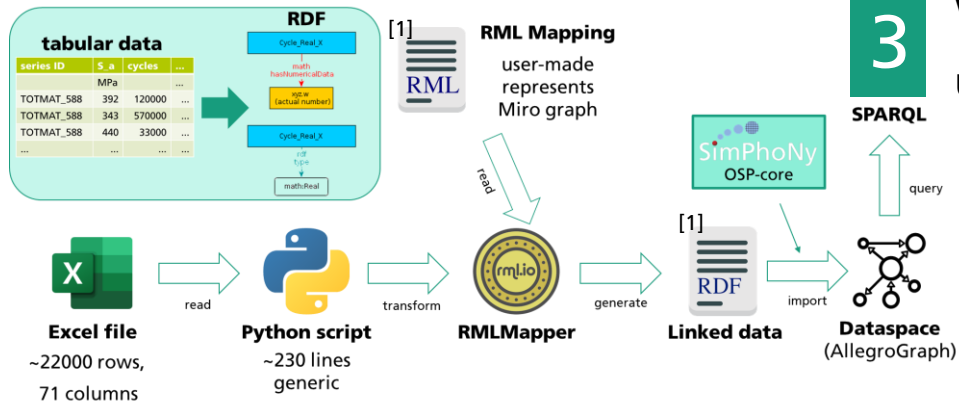 tabular data
series ID S_a cycles ...
MPa ...
TOTMAT_588 392 120000 ...
TOTMAT_588 343 570000 ...
TOTMAT_588 440 33000 ...
... ... ... ...
RDF
Cycle_Real_X
math
hasNumericalData
xyz.w
(actual number)
Cycle_Real_X
rdf
type
math:Real
[1]
RML
RML Mapping
user-made
represents
Miro graph
read
3
SPARQL
query
SimPhoNy
OSP-core
X
Excel file
~22000 rows,
71 columns
read
Python script
~230 lines
generic
transform
rml.io
RMLMapper
generate
[1]
RDF
Linked data
import
Dataspace
(AllegroGraph)